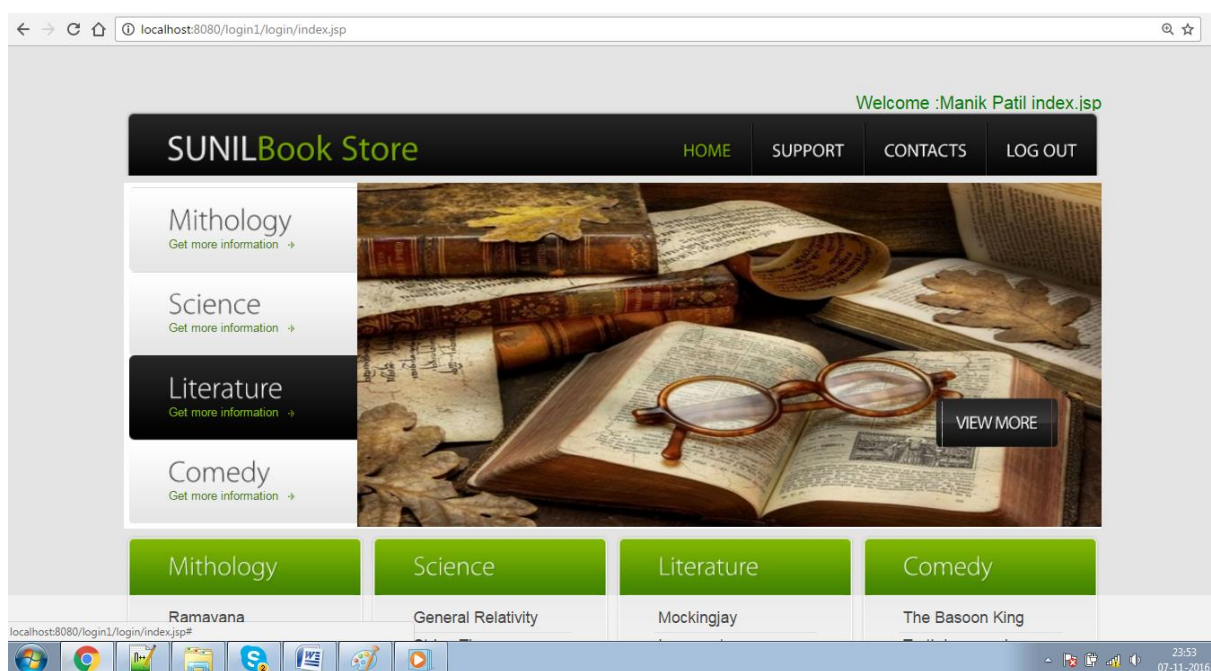 localhost:8080/login1/login/index.jsp
Welcome :Manik Patil index.jsp
SUNILBook Store
HOME SUPPORT CONTACTS LOG OUT
Mithology
Get more information
Science
Get more information
Literature
Get more information
VIEW MORE
Comedy
Get more information
Mithology Science Literature Comedy
Ramayana General Relativity Mockingjay The Basoon King
localhost:8080/login1/login/index.jsp#
23:53
07-11-2016